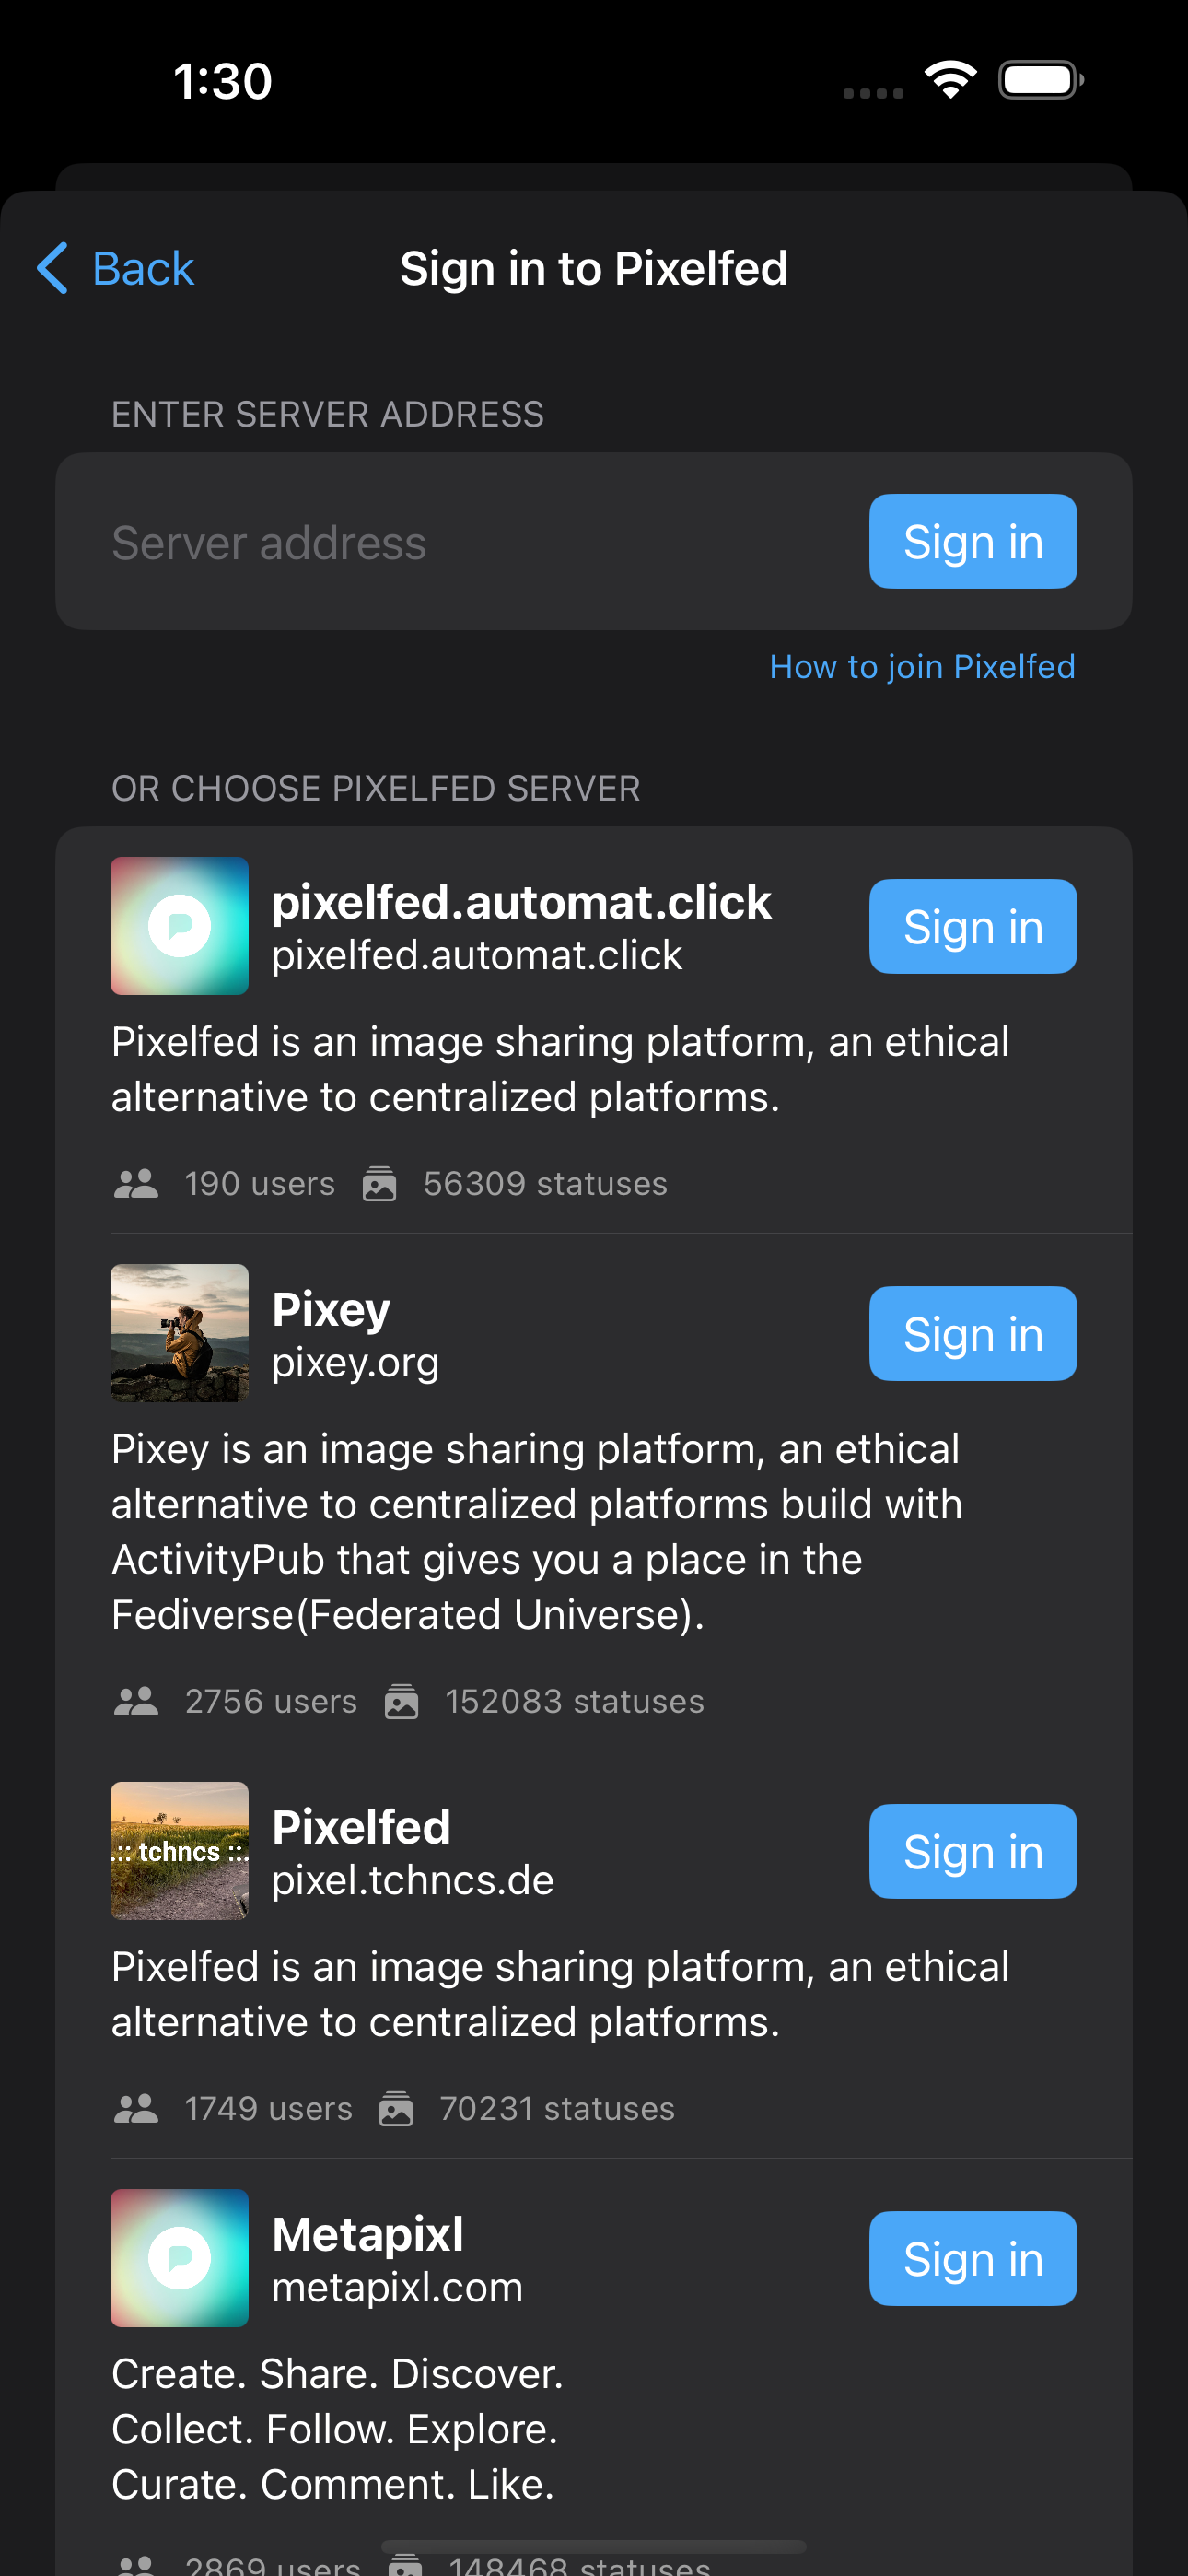 1:30
Back
Sign in to Pixelfed
ENTER SERVER ADDRESS
Server address
Sign in
How to join Pixelfed
OR CHOOSE PIXELFED SERVER
pixelfed.automat.click
pixelfed.automat.click
Sign in
Pixelfed is an image sharing platform, an ethical
alternative to centralized platforms.
190 users 56309 statuses
Pixey
pixey.org
Sign in
Pixey is an image sharing platform, an ethical
alternative to centralized platforms build with
ActivityPub that gives you a place in the
Fediverse(Federated Universe).
2756 users 152083 statuses
.:: tchncs ::.
Pixelfed
pixel.tchncs.de
Sign in
Pixelfed is an image sharing platform, an ethical
alternative to centralized platforms.
1749 users 70231 statuses
Metapixl
metapixl.com
Sign in
Create. Share. Discover.
Collect. Follow. Explore.
Curate. Comment. Like.
2869 users 148468 statuses